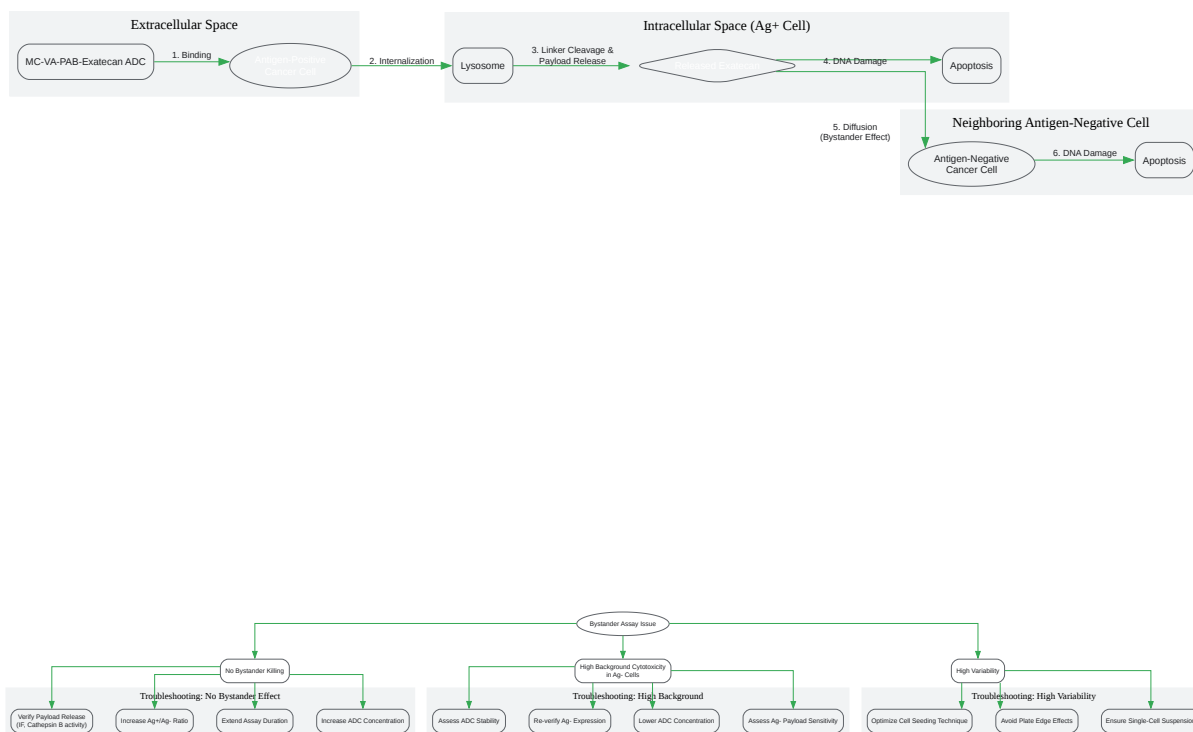 Extracellular Space
MC-VA-PAB-Exatecan ADC
1. Binding
Antigen-Positive
Cancer Cell
2. Internalization
Intracellular Space (Ag+ Cell)
Lysosome
3. Linker Cleavage &
Payload Release
Released Exatecan
4. DNA Damage
Apoptosis
5. Diffusion
(Bystander Effect)
Neighboring Antigen-Negative Cell
Antigen-Negative
Cancer Cell
6. DNA Damage
Apoptosis
Bystander Assay Issue
No Bystander Killing
High Background Cytotoxicity
in Ag- Cells
High Variability
Troubleshooting: No Bystander Effect
Verify Payload Release
(IF, Cathepsin B activity)
Increase Ag+/Ag- Ratio
Extend Assay Duration
Increase ADC Concentration
Troubleshooting: High Background
Assess ADC Stability
Re-verify Ag- Expression
Lower ADC Concentration
Assess Ag- Payload Sensitivity
Troubleshooting: High Variability
Optimize Cell Seeding Technique
Avoid Plate Edge Effects
Ensure Single-Cell Suspension